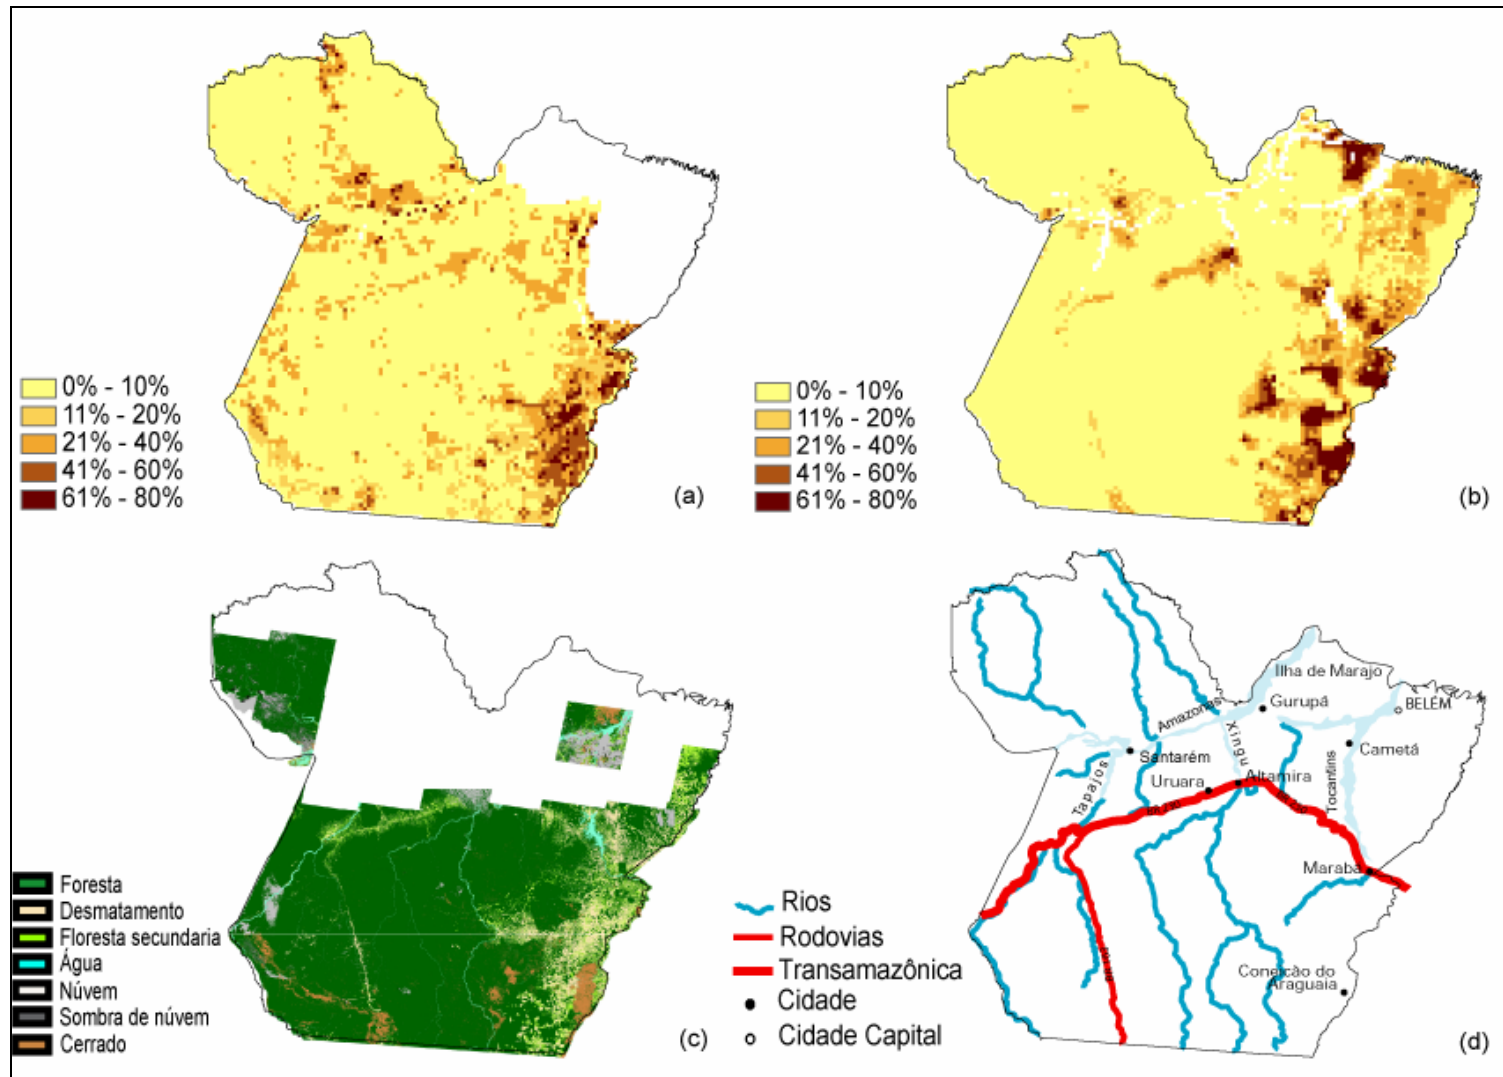 0% - 10%
11% - 20%
21% - 40%
41% - 60%
61% - 80%
(a)
0% - 10%
11% - 20%
21% - 40%
41% - 60%
61% - 80%
(b)
Foresta
Desmatamento
Floresta secundaria
Água
Núvem
Sombra de núvem
Cerrado
(c)
Ilha de Marajo
Gurupá
BELÉM
Amazonas
Xingu
Cametá
Santarém
Tapajos
Uruara
Altamira
Tocantins
Maraba
Coneição do
Araguaia
Rios
Rodovias
Transamazônica
Cidade
Cidade Capital
(d)